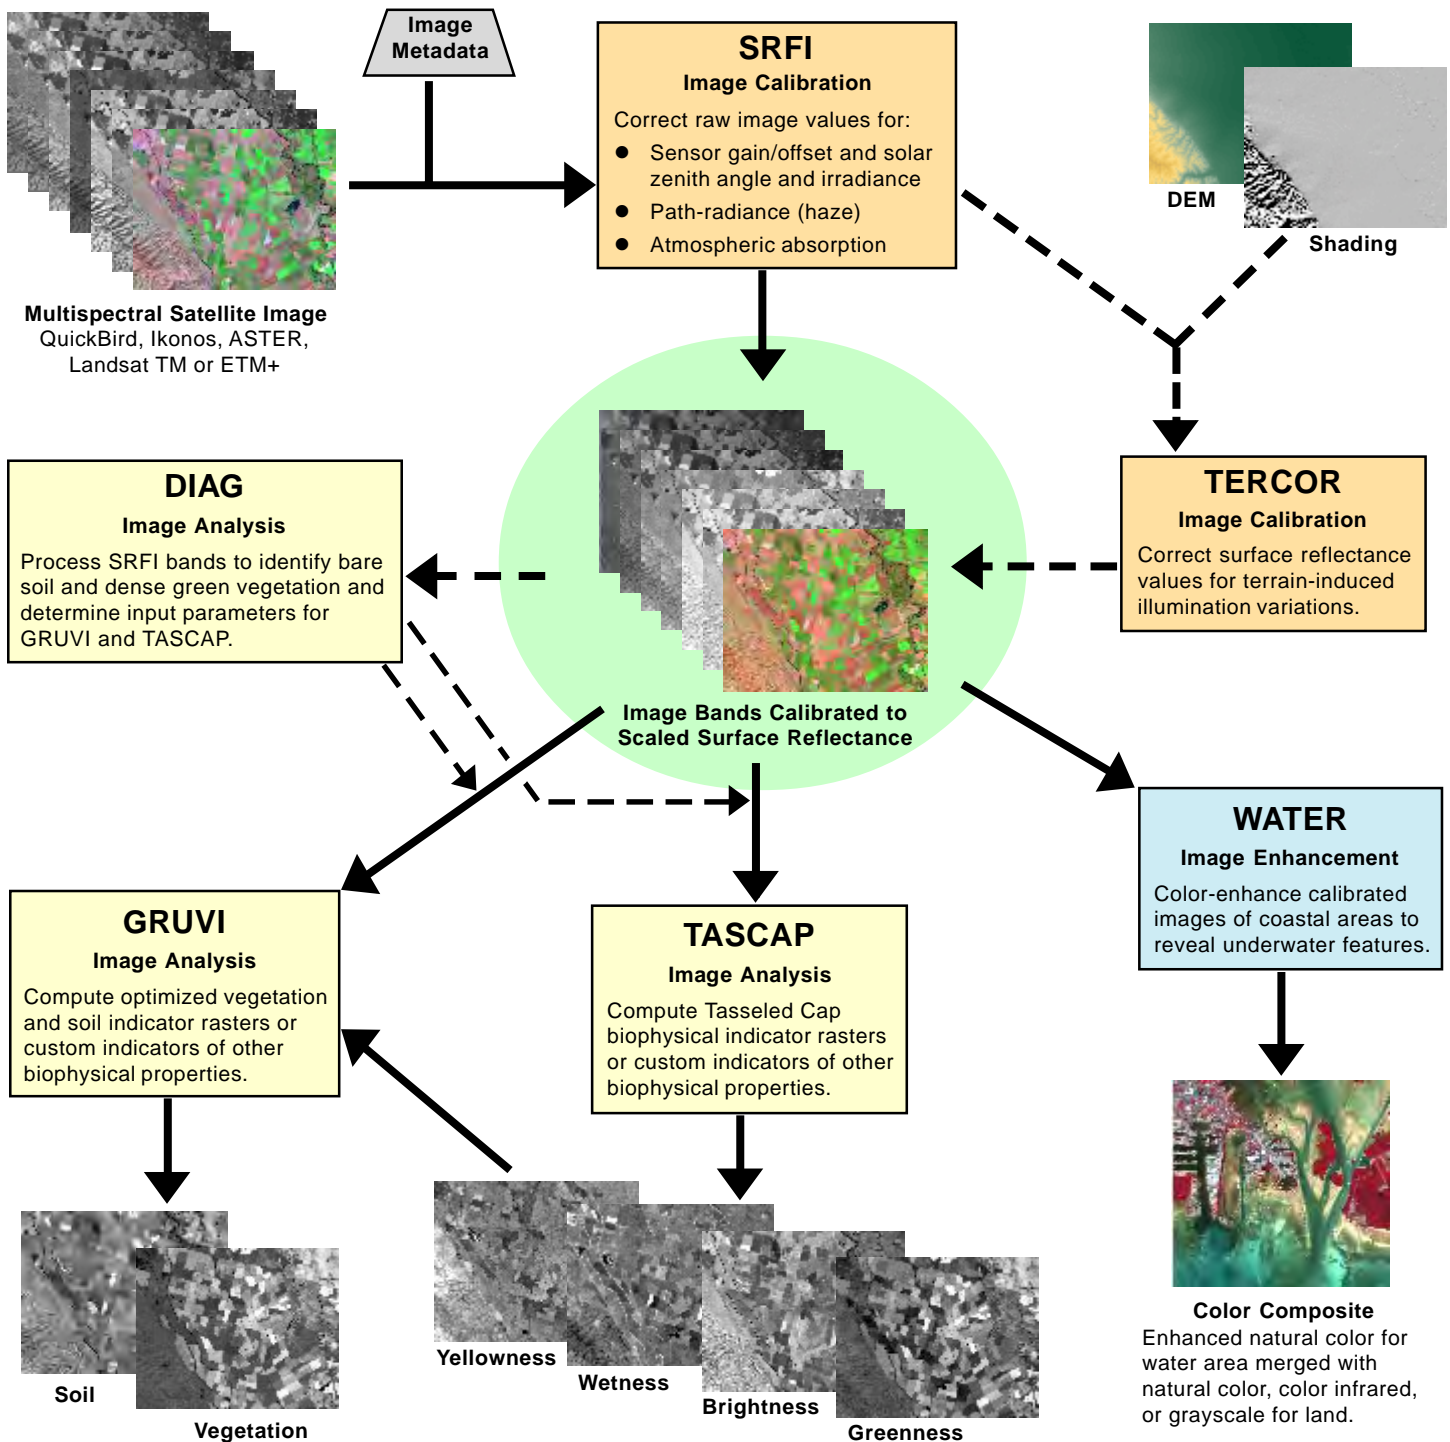 Image
Metadata
SRFI
Image Calibration
Correct raw image values for:
● Sensor gain/offset and solar
zenith angle and irradiance
● Path-radiance (haze)
● Atmospheric absorption
DEM
Shading
Multispectral Satellite Image
QuickBird, Ikonos, ASTER,
Landsat TM or ETM+
DIAG
Image Analysis
Process SRFI bands to identify bare
soil and dense green vegetation and
determine input parameters for
GRUVI and TASCAP.
TERCOR
Image Calibration
Correct surface reflectance
values for terrain-induced
illumination variations.
Image Bands Calibrated to
Scaled Surface Reflectance
WATER
Image Enhancement
Color-enhance calibrated
images of coastal areas to
reveal underwater features.
GRUVI
Image Analysis
Compute optimized vegetation
and soil indicator rasters or
custom indicators of other
biophysical properties.
TASCAP
Image Analysis
Compute Tasseled Cap
biophysical indicator rasters
or custom indicators of other
biophysical properties.
Soil
Vegetation
Yellowness
Wetness
Brightness
Greenness
Color Composite
Enhanced natural color for
water area merged with
natural color, color infrared,
or grayscale for land.